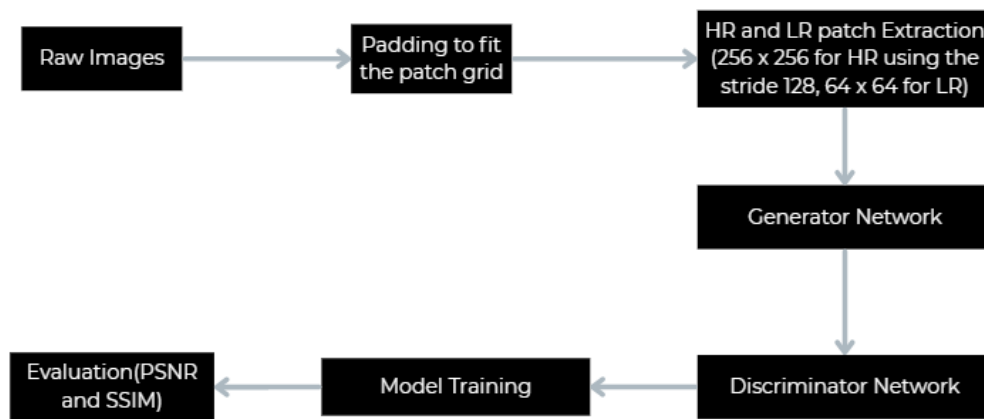 Raw Images
Padding to fit
the patch grid
HR and LR patch Extraction
(256 x 256 for HR using the
stride 128, 64 x 64 for LR)
Generator Network
Discriminator Network
Model Training
Evaluation(PSNR
and SSIM)